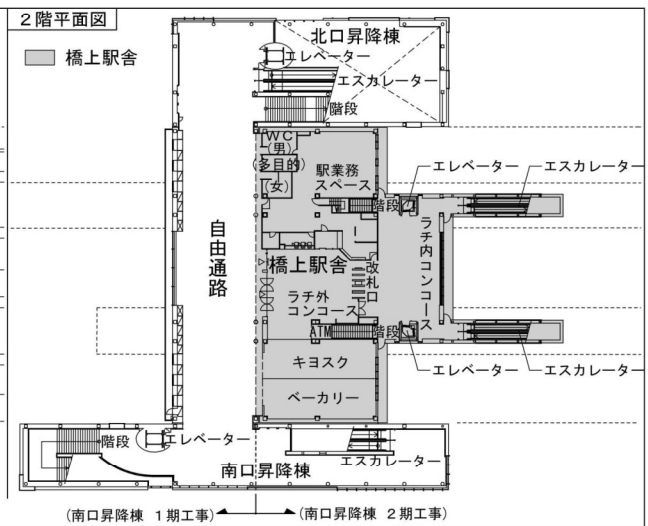 2階平面図
橋上駅舎
北口昇降棟
エレベーター
エスカレーター
階段
WC
(男)
(多目的)
(女)
駅業務
スペース
エレベーター
エスカレーター
階段
自由通路
橋上駅舎
改札口
ラチ内コンコース
ラチ外
コンコース
ATM
階段
キヨスク
エレベーター
エスカレーター
ベーカリー
階段
エレベーター
エスカレーター
南口昇降棟
(南口昇降棟 1期工事)
(南口昇降棟 2期工事)